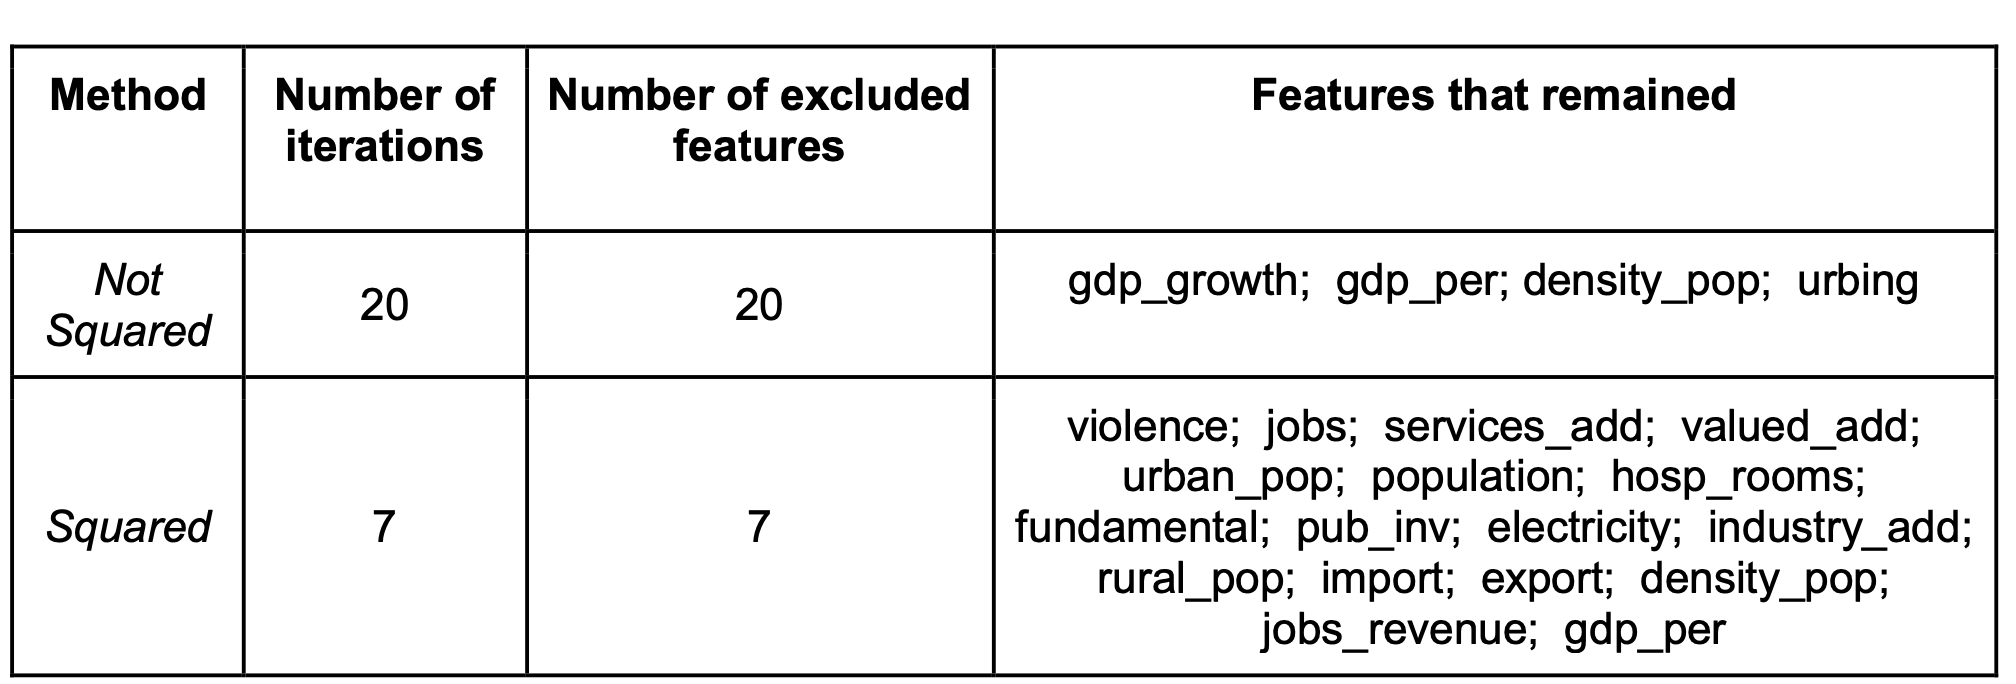 Method
Number of
iterations
Number of excluded
features
Features that remained
Not
Squared
20
20
gdp_growth; gdp_per; density_pop; urbing
Squared
7
7
violence; jobs; services_add; valued_add;
urban_pop; population; hosp_rooms;
fundamental; pub_inv; electricity; industry_add;
rural_pop; import; export; density_pop;
jobs_revenue; gdp_per